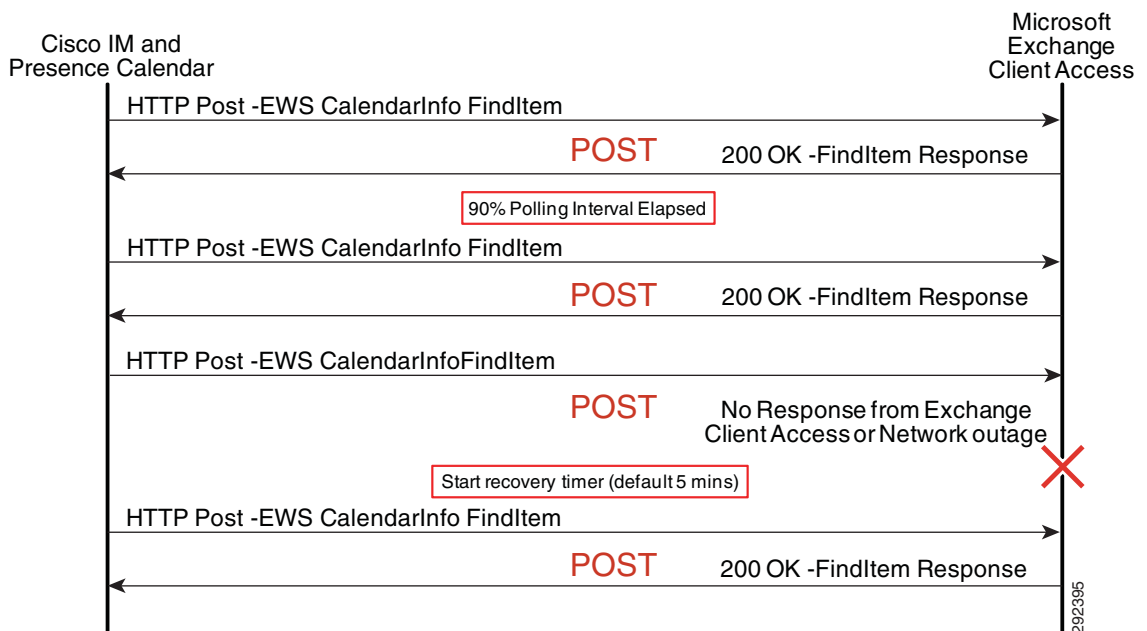 Cisco IM and
Presence Calendar
Microsoft
Exchange
Client Access
HTTP Post -EWS CalendarInfo FindItem
POST
200 OK -FindItem Response
90% Polling Interval Elapsed
HTTP Post -EWS CalendarInfo FindItem
POST
200 OK -FindItem Response
HTTP Post -EWS CalendarInfoFindItem
POST
No Response from Exchange
Client Access or Network outage
Start recovery timer (default 5 mins)
HTTP Post -EWS CalendarInfo FindItem
POST
200 OK -FindItem Response
292395